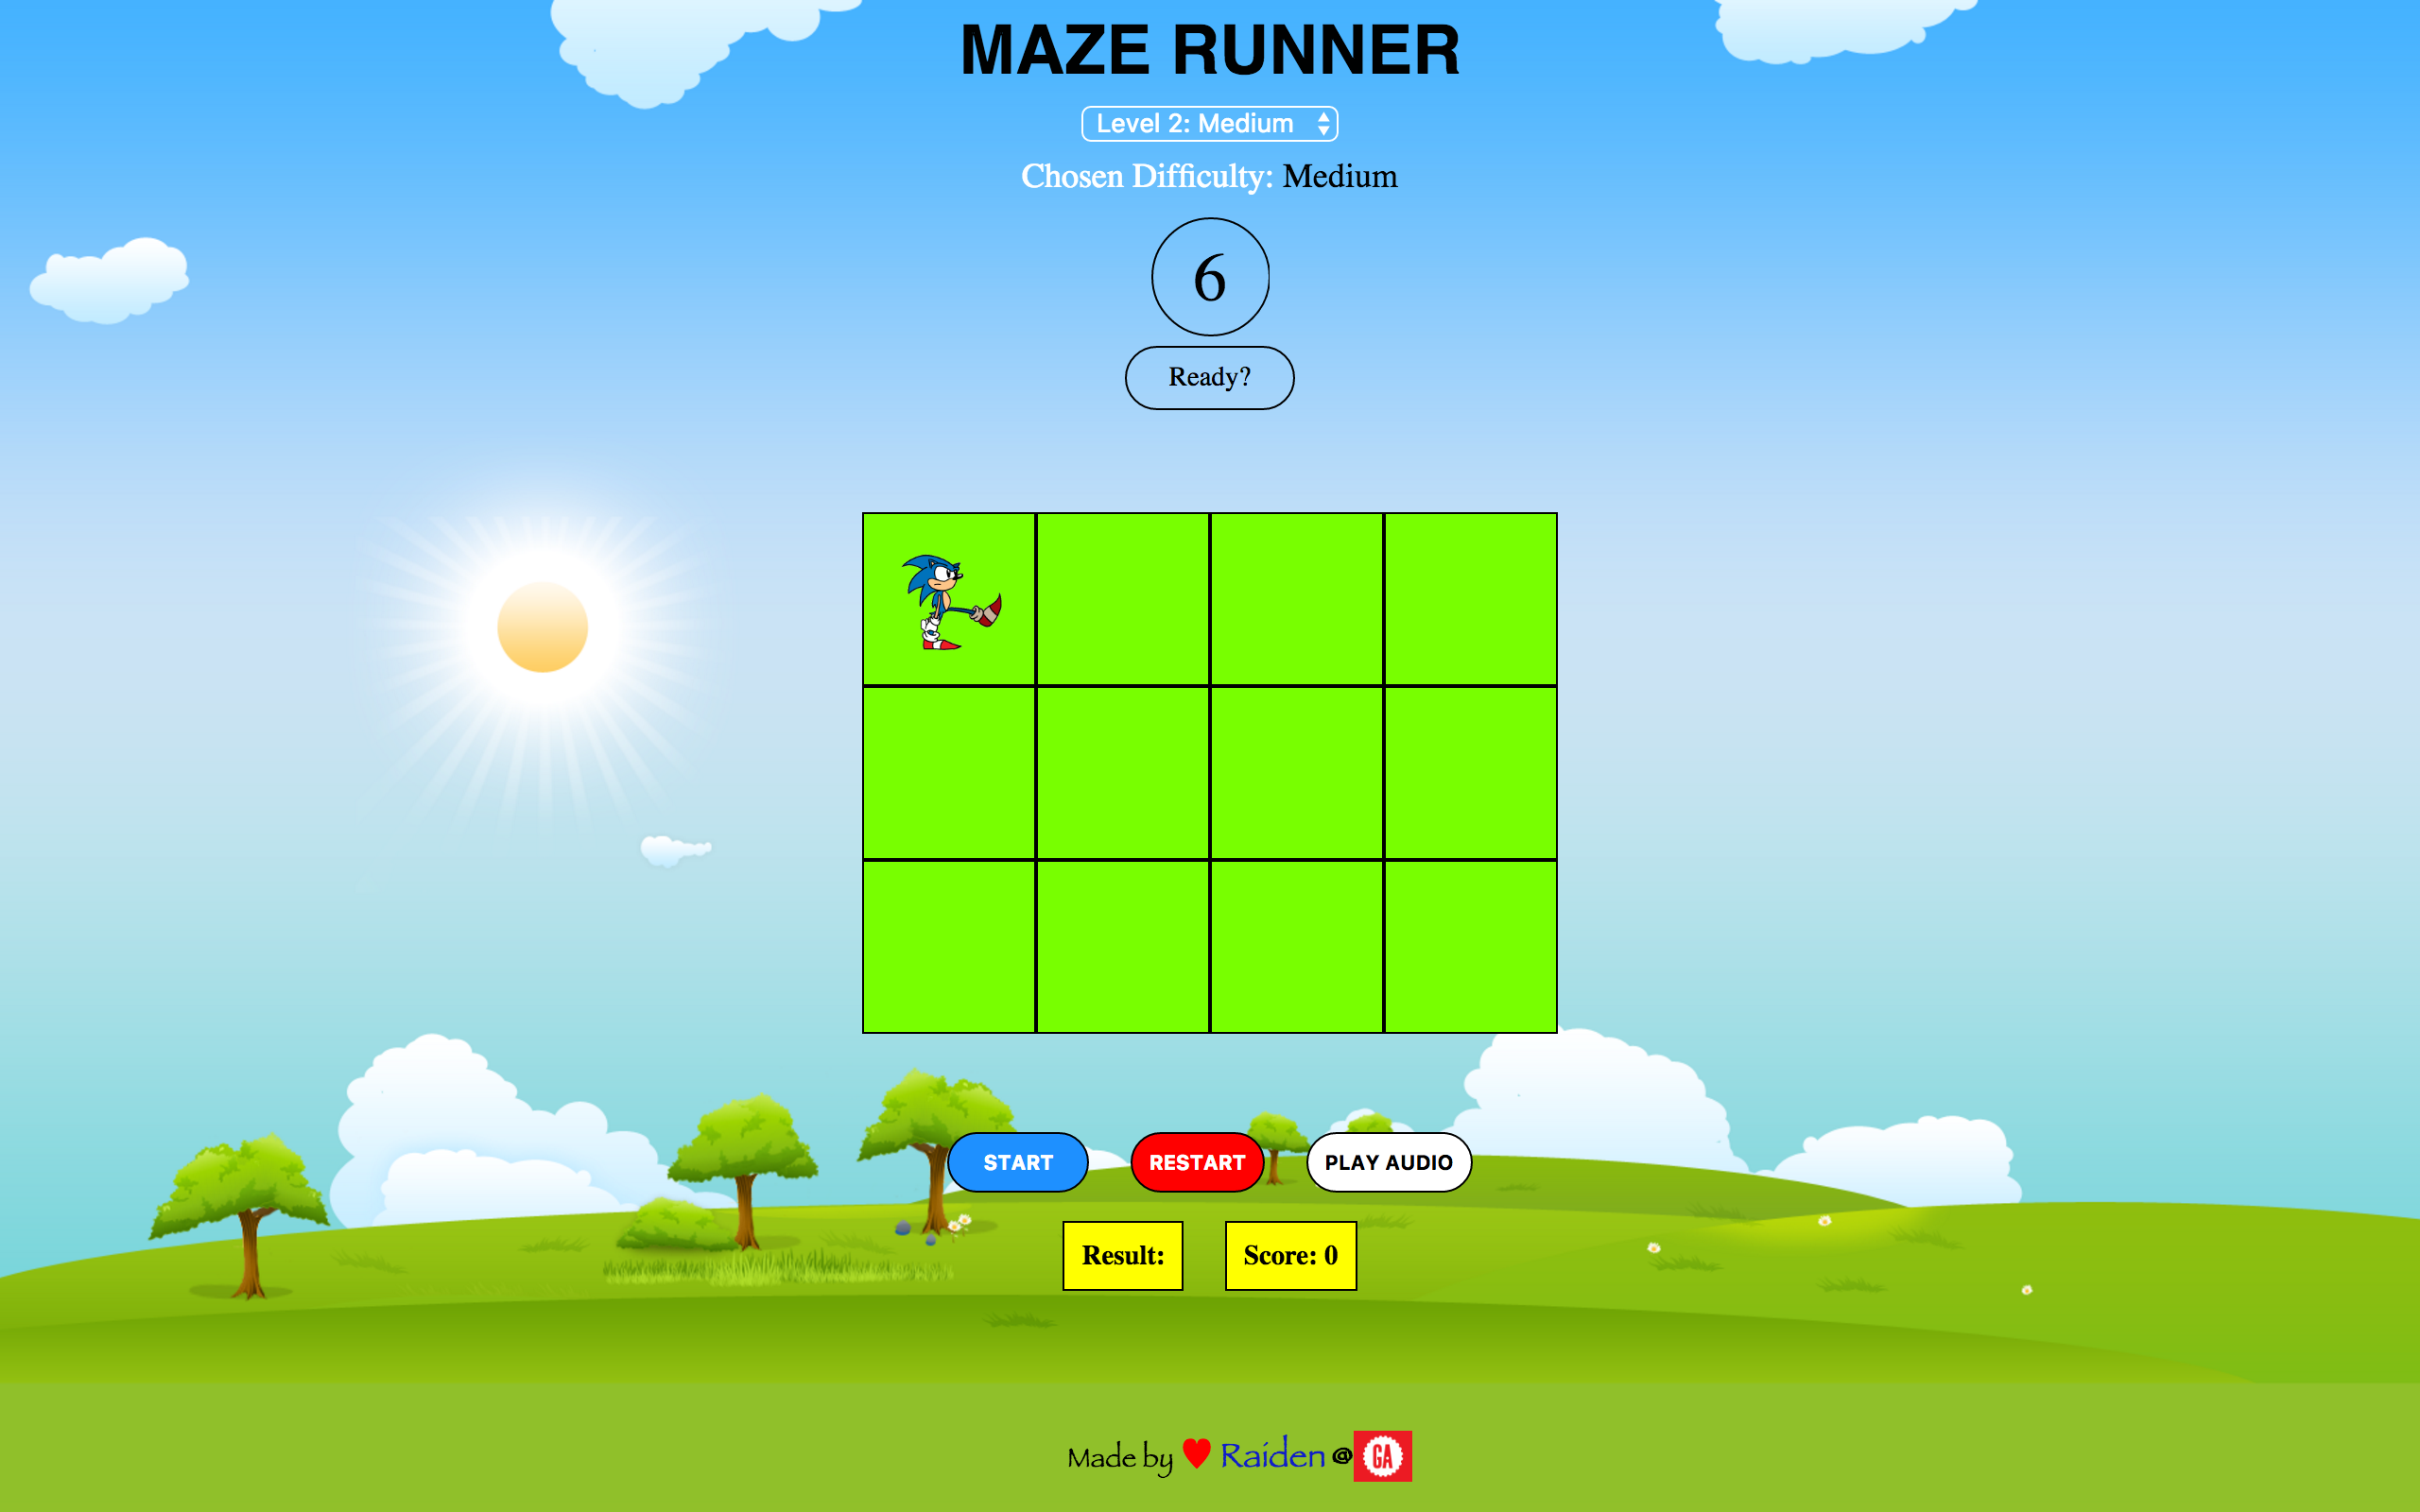 MAZE RUNNER
Level 2: Medium
Chosen Difficulty: Medium
6
Ready?
START RESTART PLAY AUDIO
Result: Score: 0
Made by ♥ Raiden @ GA